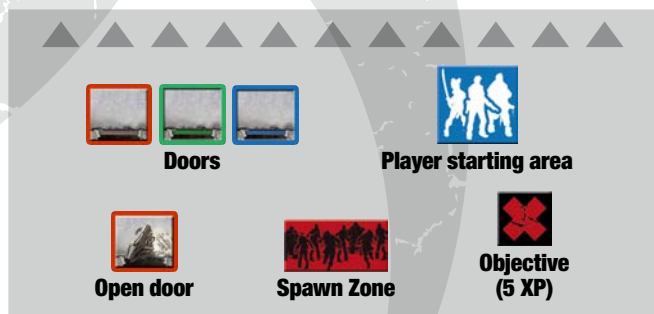 Doors
Player starting area
Open door
Spawn Zone
Objective
(5 XP)